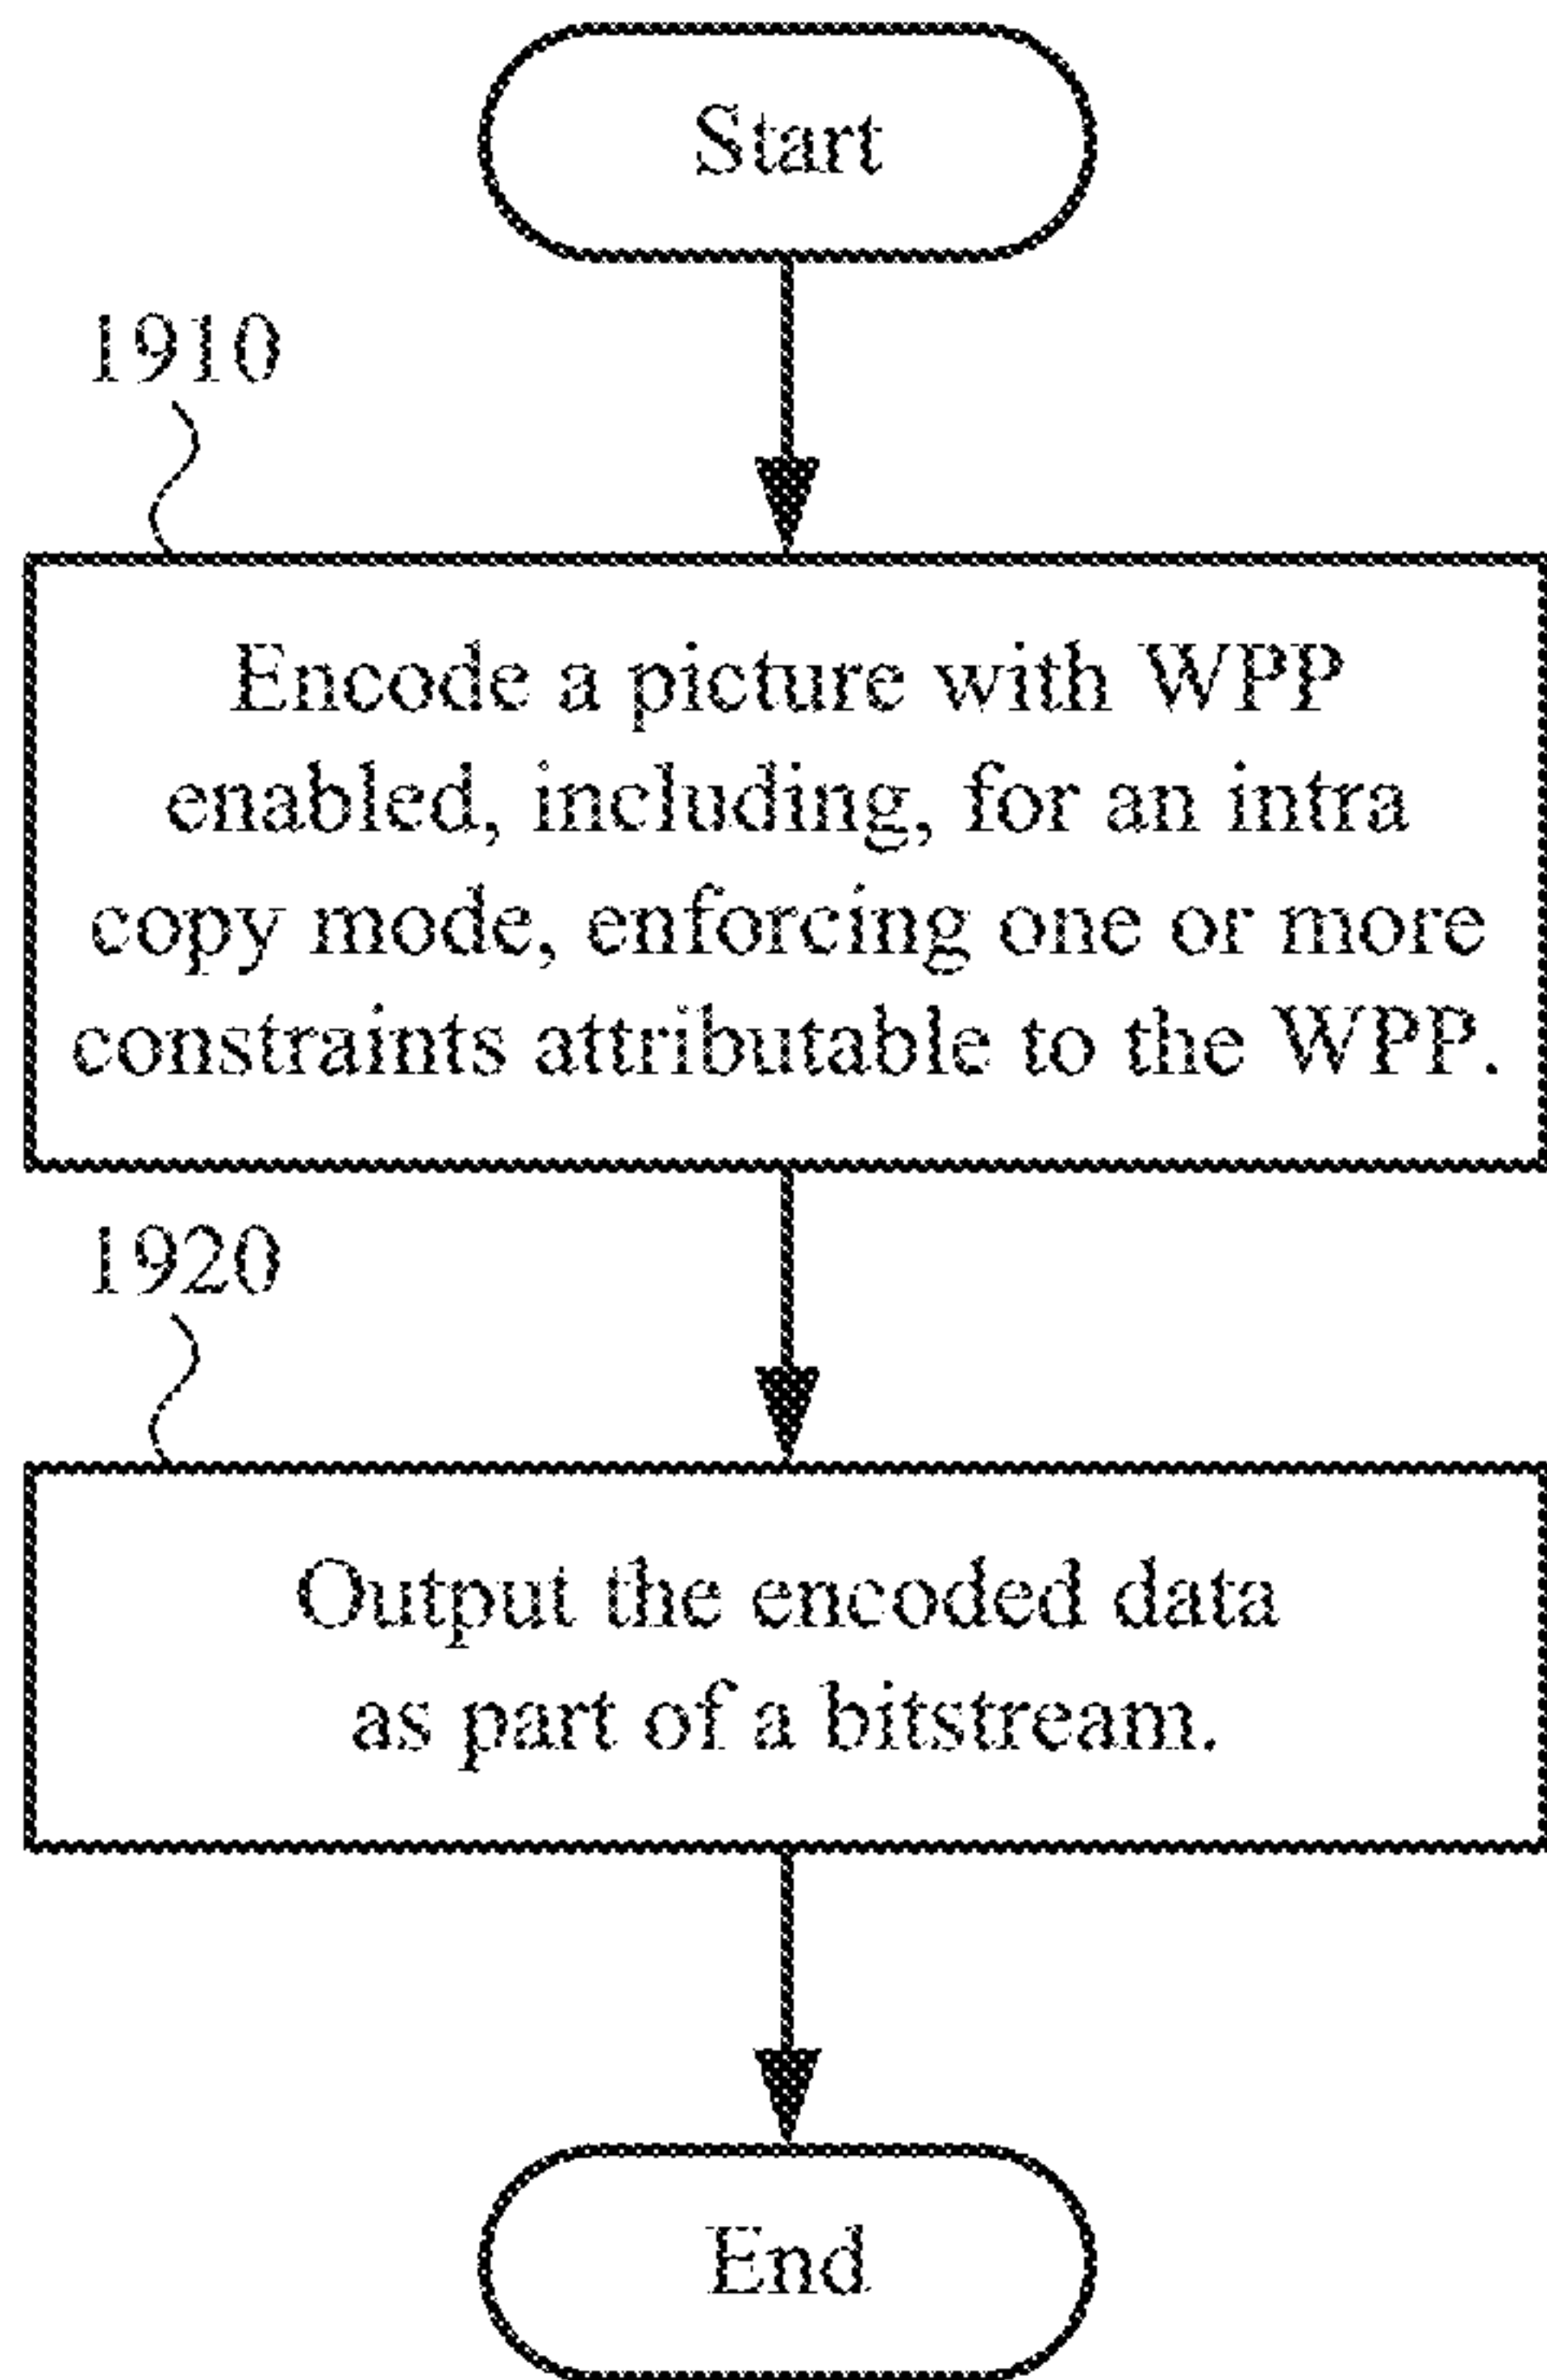 Start
1910
Encode a picture with WPP
enabled, including, for an intra
copy mode, enforcing one or more
constraints attributable to the WPP.
1920
Output the encoded data
as part of a bitstream.
End